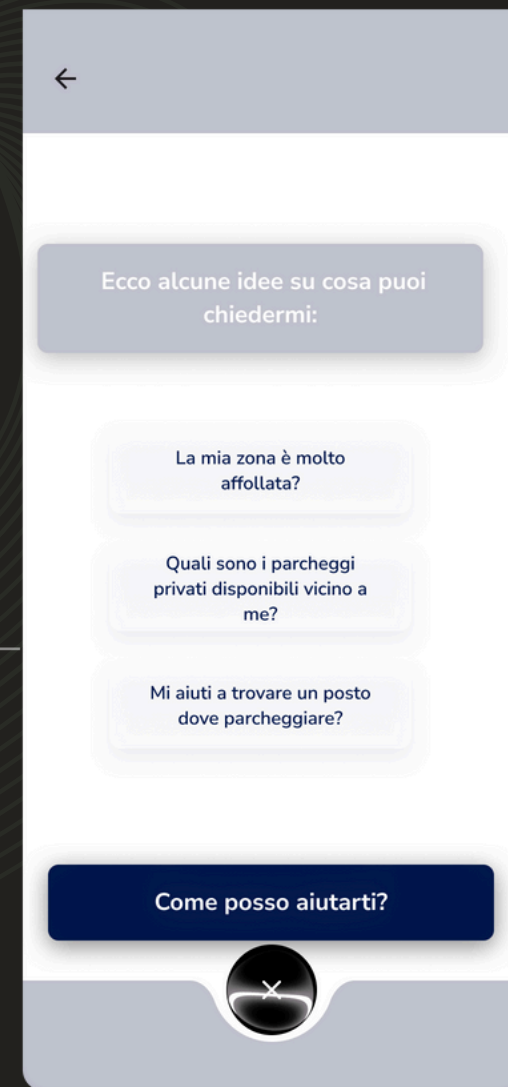 Ecco alcune idee su cosa puoi
chiedermi:
La mia zona è molto
affollata?
Quali sono i parcheggi
privati disponibili vicino a
me?
Mi aiuti a trovare un posto
dove parcheggiare?
Come posso aiutarti?